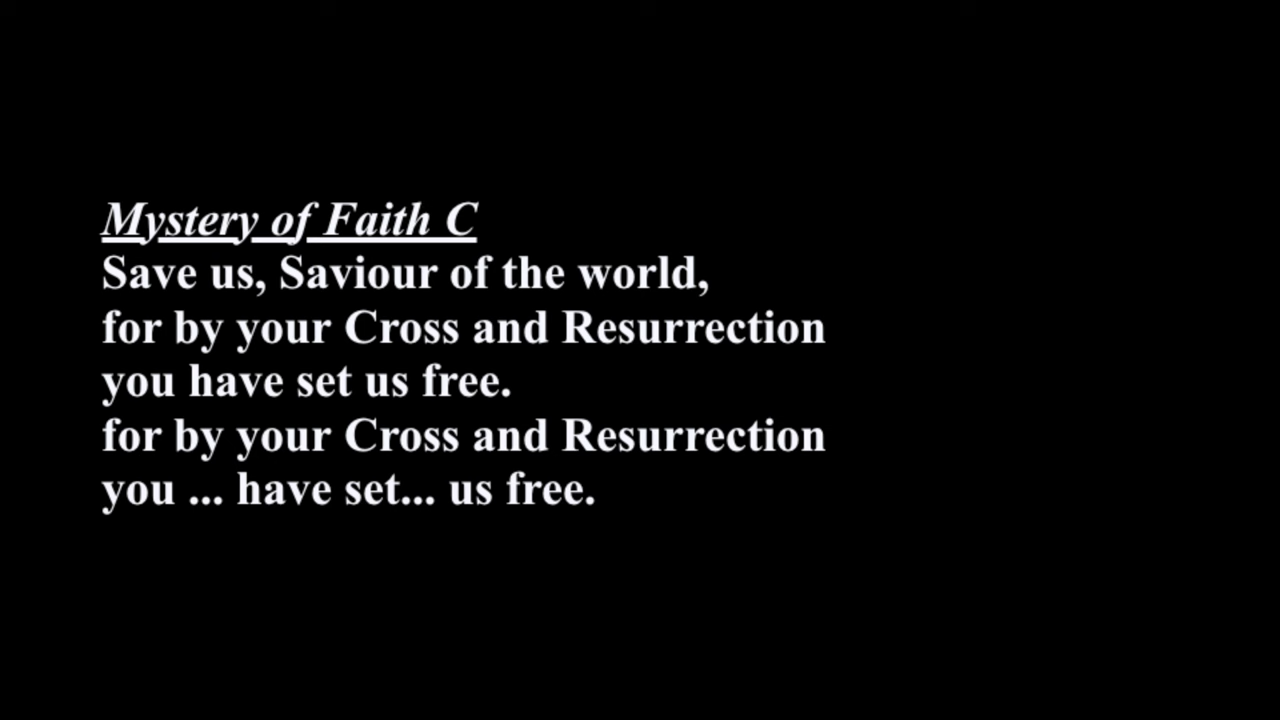 Mystery of Faith C
Save us, Saviour of the world,
for by your Cross and Resurrection
you have set us free.
for by your Cross and Resurrection
you ... have set... us free.